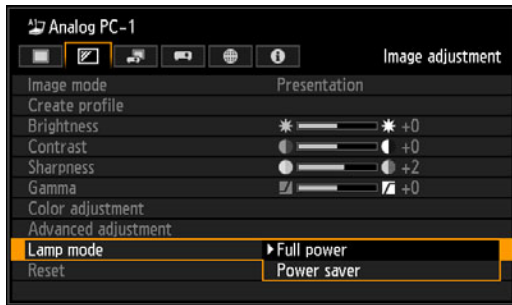 Analog PC-1
Image adjustment
Image mode Presentation
Create profile
Brightness +0
Contrast +0
Sharpness +2
Gamma +0
Color adjustment
Advanced adjustment
Lamp mode Full power
Reset Power saver